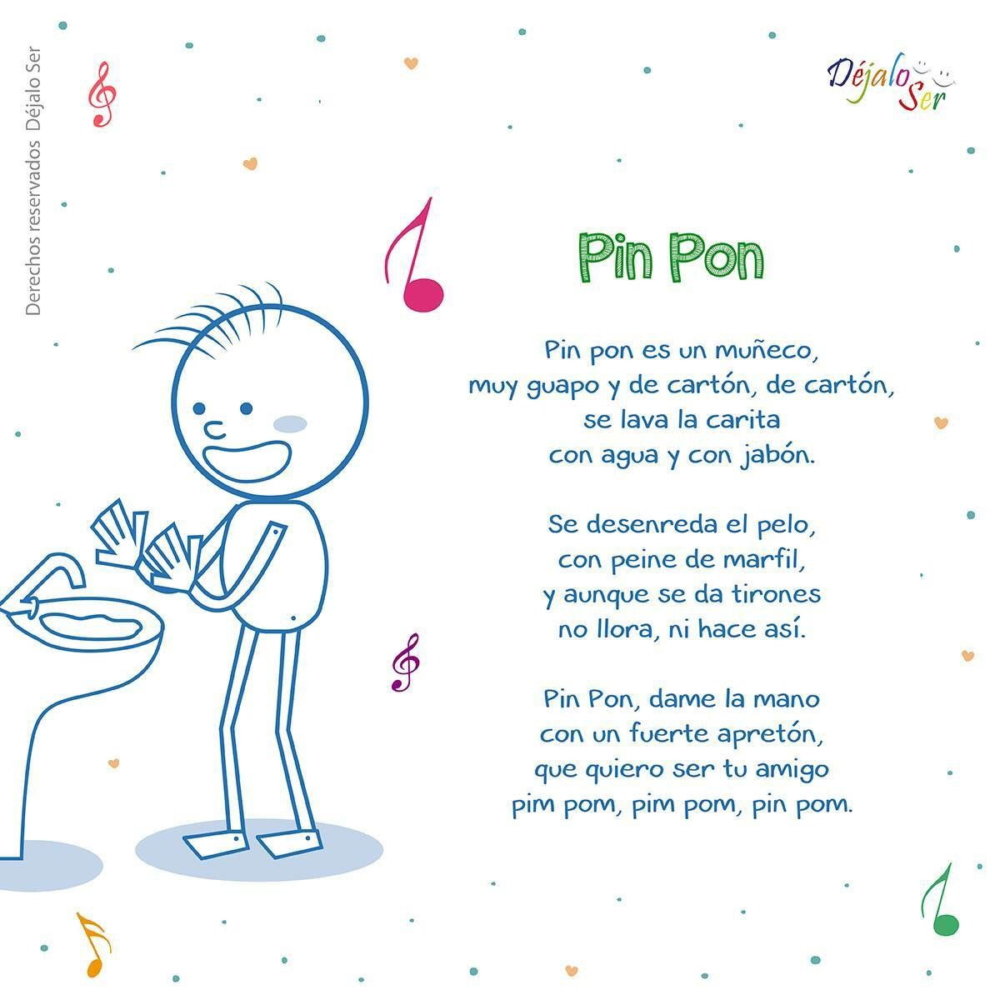 Derechos reservados Déjalo Ser
Déjalo
Ser
Pin Pon
Pin pon es un muñeco,
muy guapo y de cartón, de cartón,
se lava la carita
con agua y con jabón.
Se desenreda el pelo,
con peine de marfil,
y aunque se da tirones
no llora, ni hace así.
Pin Pon, dame la mano
con un fuerte apretón,
que quiero ser tu amigo
pim pom, pim pom, pin pom.